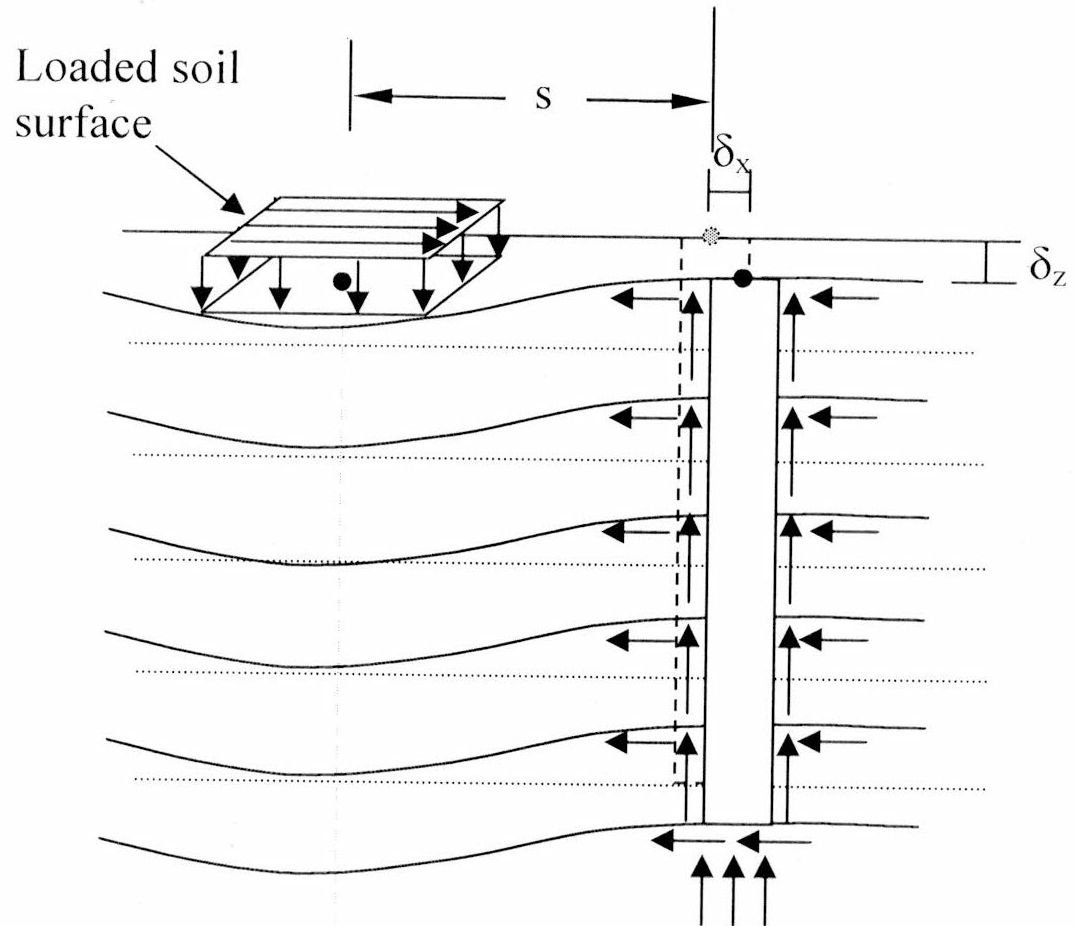 Loaded soil
surface
s
δx
δz